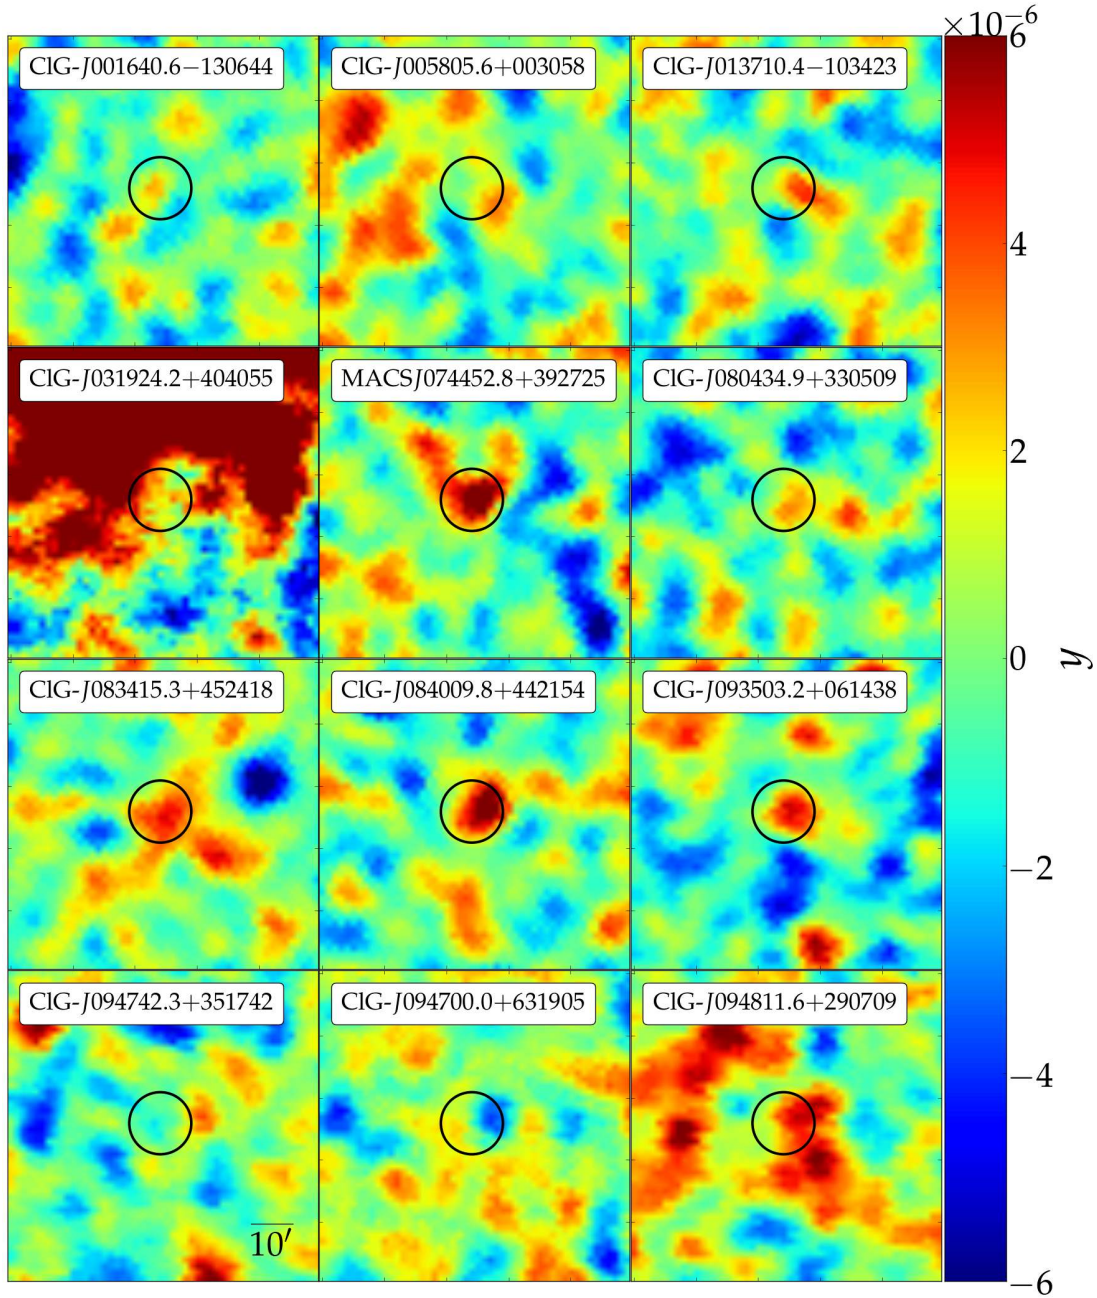 ×10⁻⁶
ClG-J001640.6−130644
ClG-J005805.6+003058
ClG-J013710.4−103423
6
4
ClG-J031924.2+404055
MACSJ074452.8+392725
ClG-J080434.9+330509
2
0
y
ClG-J083415.3+452418
ClG-J084009.8+442154
ClG-J093503.2+061438
−2
ClG-J094742.3+351742
ClG-J094700.0+631905
ClG-J094811.6+290709
−4
10′
−6